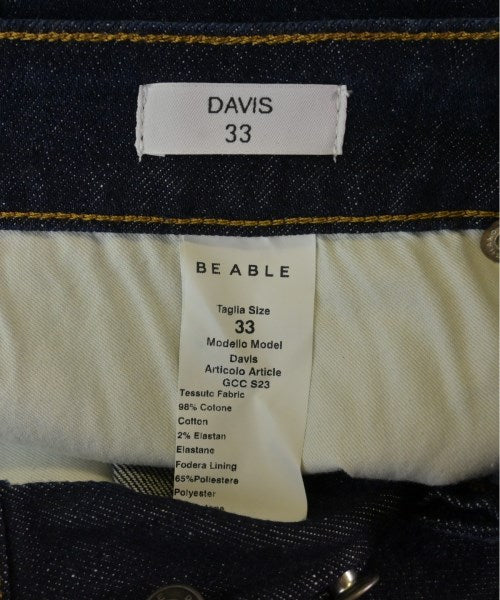 DAVIS
33
BE ABLE
Taglia Size
33
Modello Model
Davis
Articolo Article
GCC S23
Tessuto Fabric
98% Cotone
Cotton
2% Elastan
Elastane
Fodera Lining
65%Poliestere
Polyester